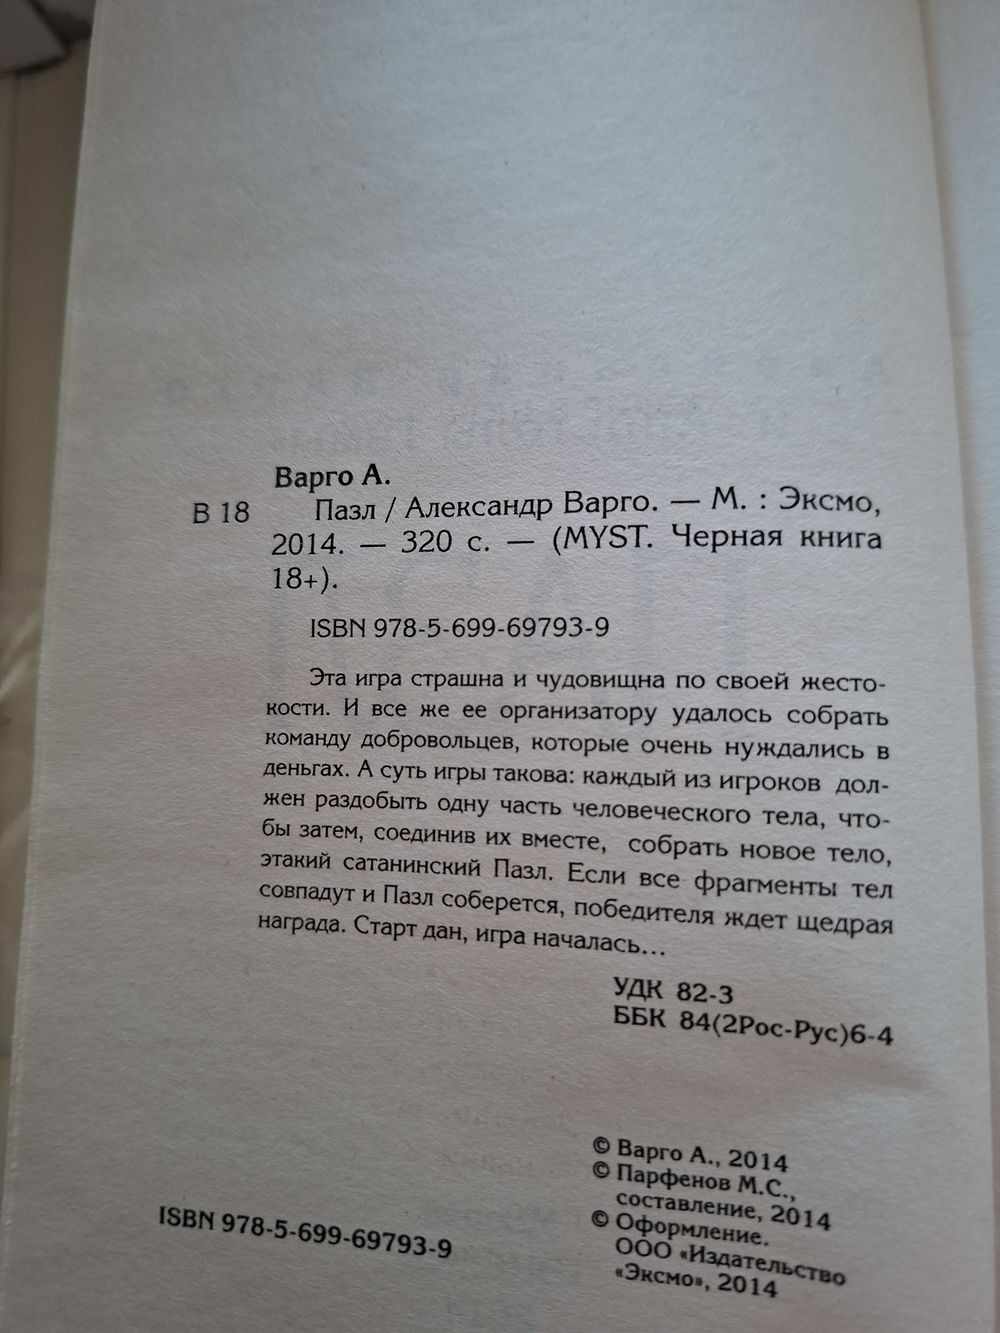 Варго А.
В 18 Пазл / Александр Варго. — М. : Эксмо,
2014. — 320 с. — (MYST. Черная книга
18+).
ISBN 978-5-699-69793-9
Эта игра страшна и чудовищна по своей жесто-
кости. И все же ее организатору удалось собрать
команду добровольцев, которые очень нуждались в
деньгах. А суть игры такова: каждый из игроков дол-
жен раздобыть одну часть человеческого тела, что-
бы затем, соединив их вместе, собрать новое тело,
этакий сатанинский Пазл. Если все фрагменты тел
совпадут и Пазл соберется, победителя ждет щедрая
награда. Старт дан, игра началась...
УДК 82-3
ББК 84(2Рос-Рус)6-4
© Варго А., 2014
© Парфенов М.С.,
составление, 2014
© Оформление.
ООО «Издательство
«Эксмо», 2014
ISBN 978-5-699-69793-9